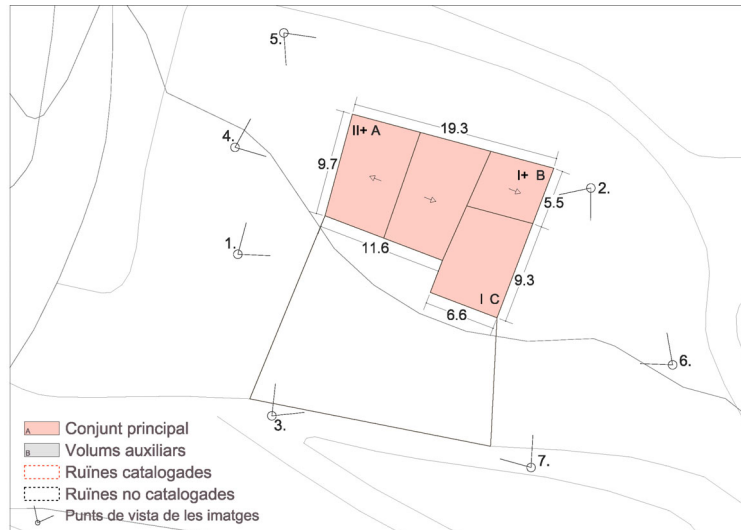 5.
II+ A
19.3
4.
9.7
I+ B
2.
5.5
1.
11.6
9.3
I C
6.6
6.
3.
7.
A Conjunt principal
B Volums auxiliars
Ruïnes catalogades
Ruïnes no catalogades
Punts de vista de les imatges